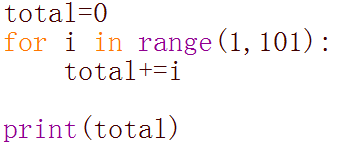 total=0
for i in range(1,101):
    total+=i

print(total)